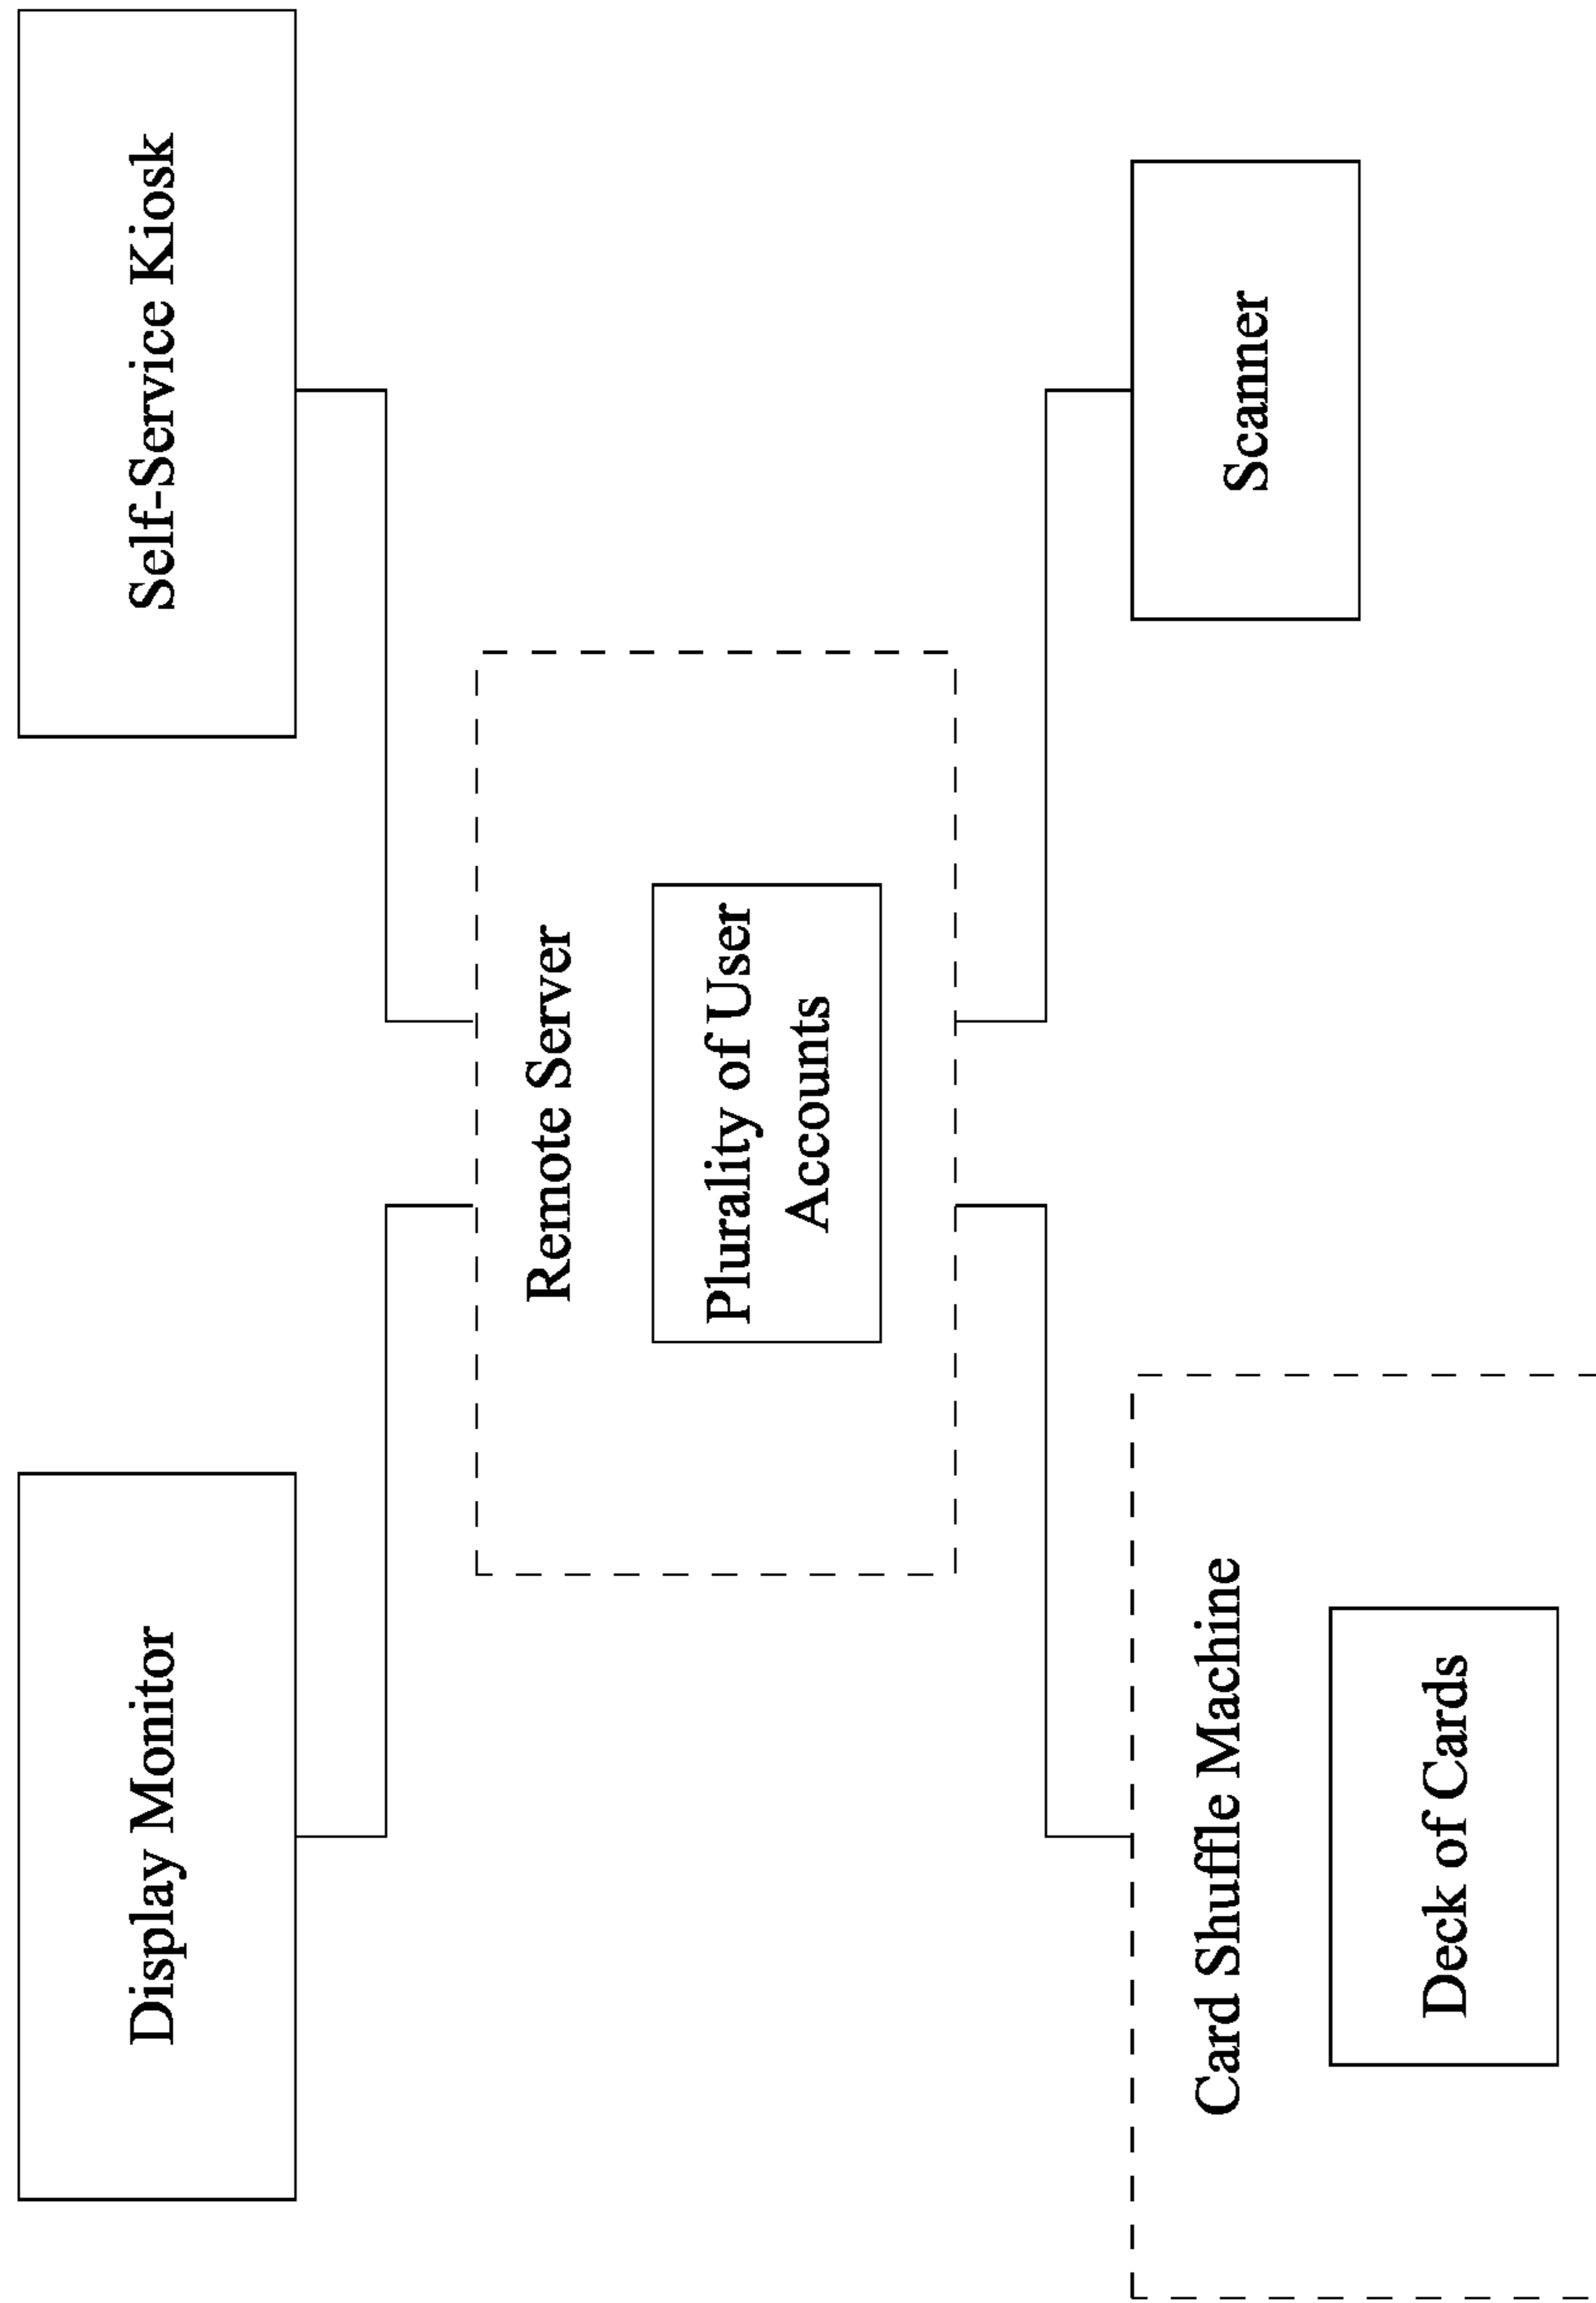 Display Monitor
Self-Service Kiosk
Remote Server
Plurality of User
Accounts
Card Shuffle Machine
Deck of Cards
Scanner